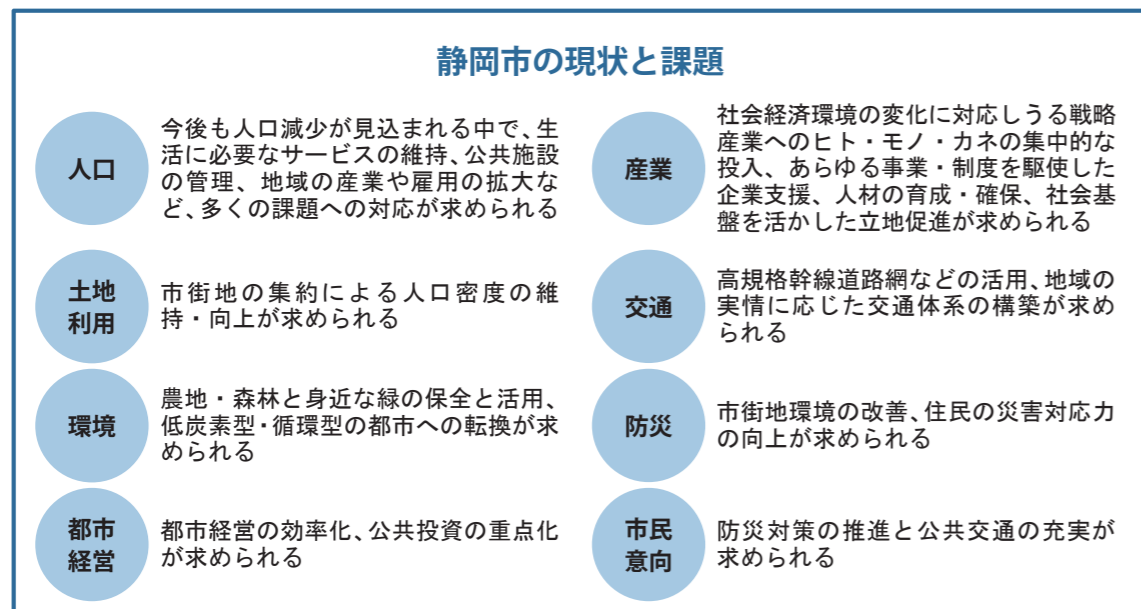 静岡市の現状と課題
人口
今後も人口減少が見込まれる中で、生
活に必要なサービスの維持、公共施設
の管理、地域の産業や雇用の拡大な
ど、多くの課題への対応が求められる
産業
社会経済環境の変化に対応しうる戦略
産業へのヒト・モノ・カネの集中的な
投入、あらゆる事業・制度を駆使した
企業支援、人材の育成・確保、社会基
盤を活かした立地促進が求められる
土地
利用
市街地の集約による人口密度の維
持・向上が求められる
交通
高規格幹線道路網などの活用、地域の
実情に応じた交通体系の構築が求め
られる
環境
農地・森林と身近な緑の保全と活用、
低炭素型・循環型の都市への転換が求
められる
防災
市街地環境の改善、住民の災害対応力
の向上が求められる
都市
経営
都市経営の効率化、公共投資の重点化
が求められる
市民
意向
防災対策の推進と公共交通の充実が
求められる